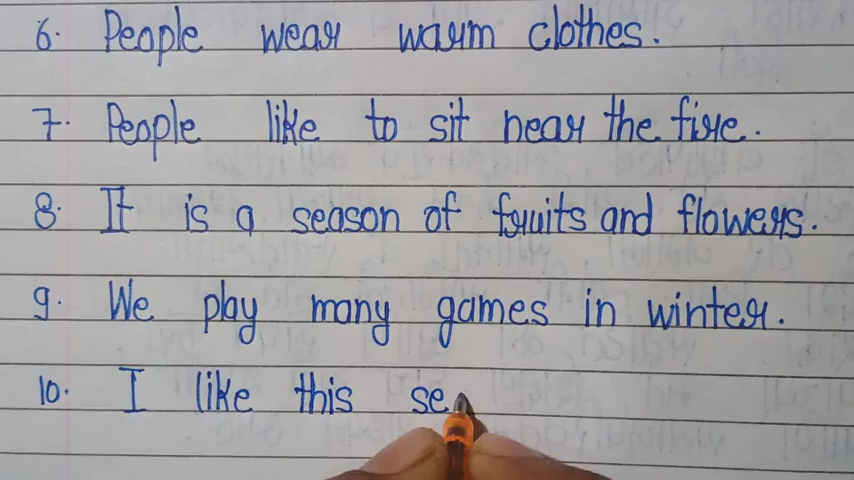 6. People wear warm clothes.
7. People like to sit near the fire.
8. It is a season of fruits and flowers.
9. We play many games in winter.
10. I like this se